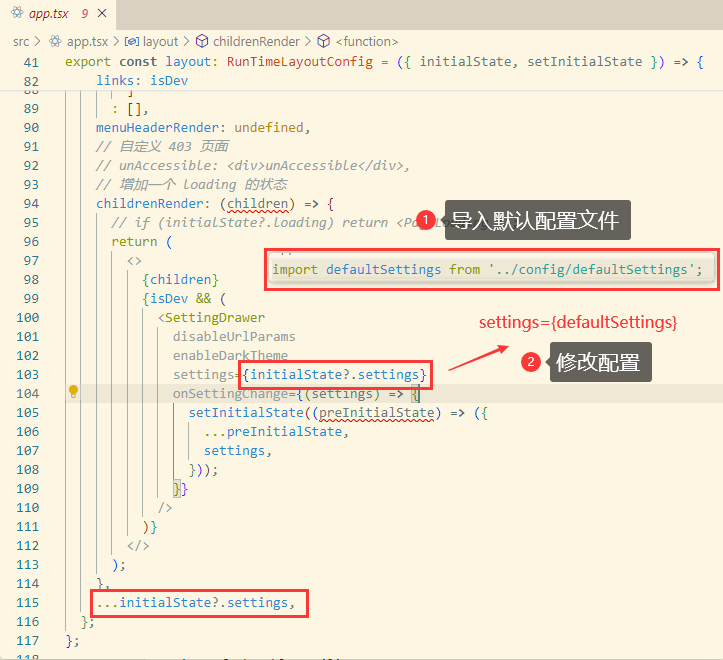 app.tsx 9 ×
src > app.tsx > layout > childrenRender > <function>
41 export const layout: RunTimeLayoutConfig = ({ initialState, setInitialState }) => {
82 links: isDev
88 ]
89 : [],
90 menuHeaderRender: undefined,
91 // 自定义 403 页面
92 // unAccessible: <div>unAccessible</div>,
93 // 增加一个 loading 的状态
94 childrenRender: (children) => {
95 // if (initialState?.loading) return <Pa
1 导入默认配置文件
96 return (
97 <>
import defaultSettings from '../config/defaultSettings';
98 {children}
99 {isDev && (
100 <SettingDrawer
101 disableUrlParams
settings={defaultSettings}
102 enableDarkTheme
103 settings={initialState?.settings}
2 修改配置
104 onSettingChange={(settings) => {
105 setInitialState((preInitialState) => ({
106 ...preInitialState,
107 settings,
108 }));
109 }}
110 />
111 )}
112 </>
113 );
114 },
115 ...initialState?.settings,
116 };
117 };
118